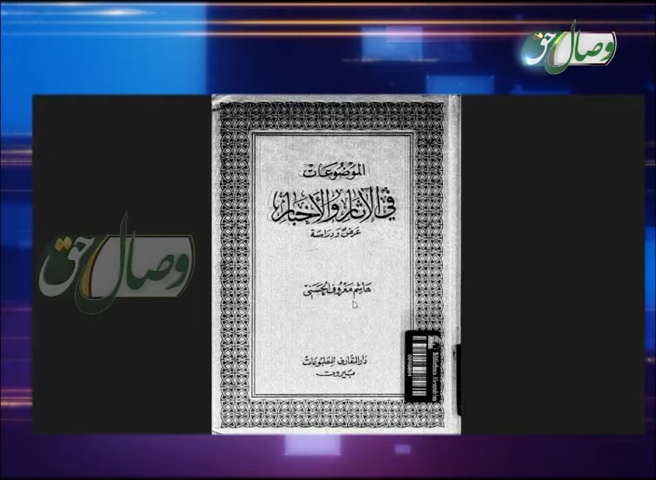 وصال حق
الموضوعات
في الآثار والأخبار
عرض ودراسة
هاشم معروف الحسني
دار التعارف للمطبوعات
بيروت
وصال حق